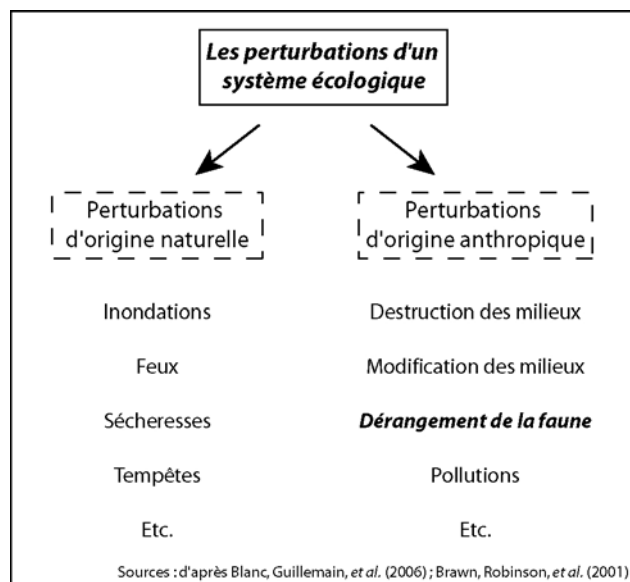 Les perturbations d'un
système écologique
Perturbations
d'origine naturelle
Inondations
Feux
Sécheresses
Tempêtes
Etc.
Perturbations
d'origine anthropique
Destruction des milieux
Modification des milieux
Dérangement de la faune
Pollutions
Etc.
Sources : d'après Blanc, Guillemain, et al. (2006) ; Brawn, Robinson, et al. (2001)